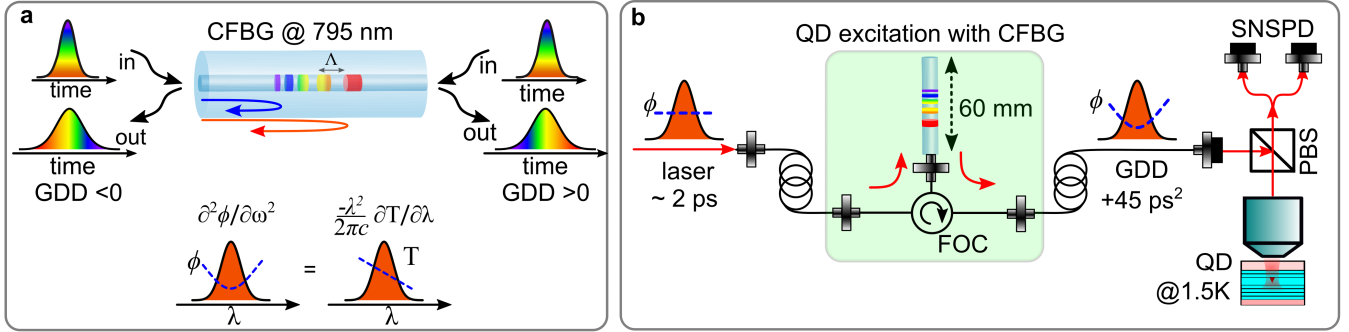 a
CFBG @ 795 nm
in
Λ
in
time
time
out
out
time
time
GDD <0
GDD >0
∂²ϕ/∂ω²
-λ²/2πc ∂T/∂λ
ϕ
=
T
λ
λ
b
QD excitation with CFBG
SNSPD
ϕ
60 mm
ϕ
laser
~ 2 ps
GDD
+45 ps²
PBS
FOC
QD
@1.5K